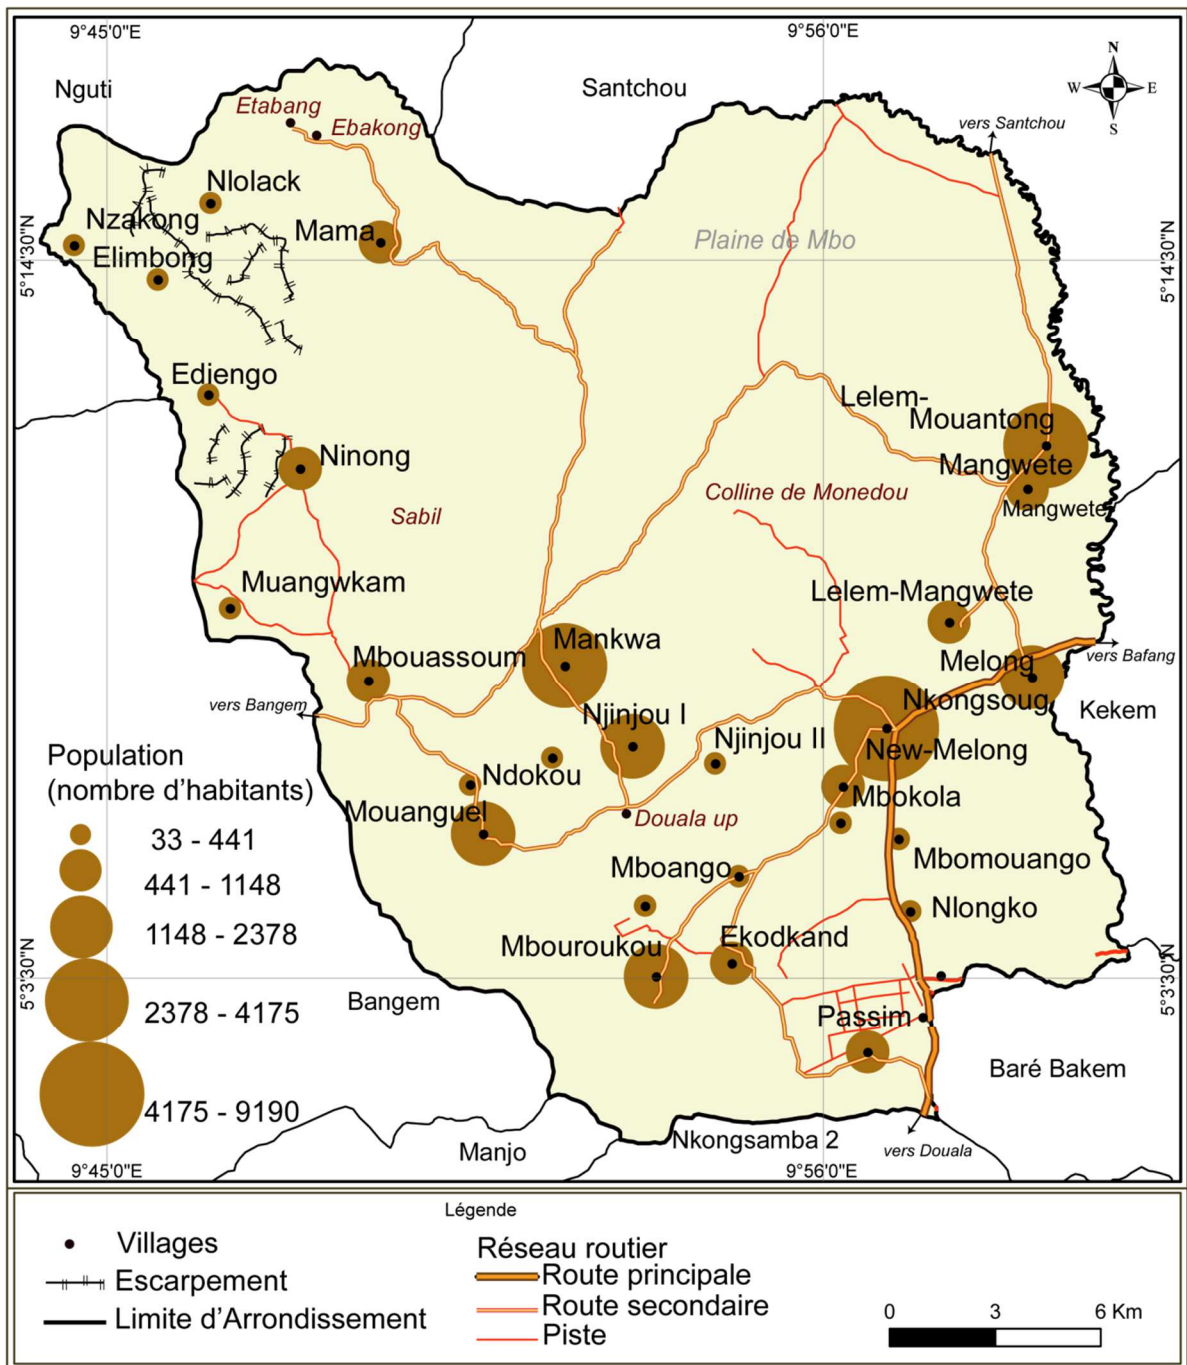 9°45'0"E
9°56'0"E
Nguti
Santchou
N
W
E
S
Etabang
Ebakong
vers Santchou
Nlolack
Nzakong
Mama
Plaine de Mbo
Elimbong
5°14'30"N
5°14'30"N
Ediengo
Lelem-
Mouantong
Ninong
Mangwete
Colline de Monedou
Mangwete
Sabil
Muangwkam
Lelem-Mangwete
Mankwa
Mbouassoum
Melong
vers Bafang
vers Bangem
Nkongsoug
Kekem
Njinjou I
Njinjou II
New-Melong
Population
(nombre d'habitants)
Ndokou
Mbokola
Mouanguel
Douala up
33 - 441
Mboango
Mbomouango
441 - 1148
Nlongko
1148 - 2378
Mbouroukou
Ekodkand
5°3'30"N
5°3'30"N
Bangem
2378 - 4175
Passim
Baré Bakem
4175 - 9190
Manjo
Nkongsamba 2
vers Douala
9°45'0"E
9°56'0"E
Légende
Villages
Escarpement
Limite d'Arrondissement
Réseau routier
Route principale
Route secondaire
Piste
0 3 6 Km